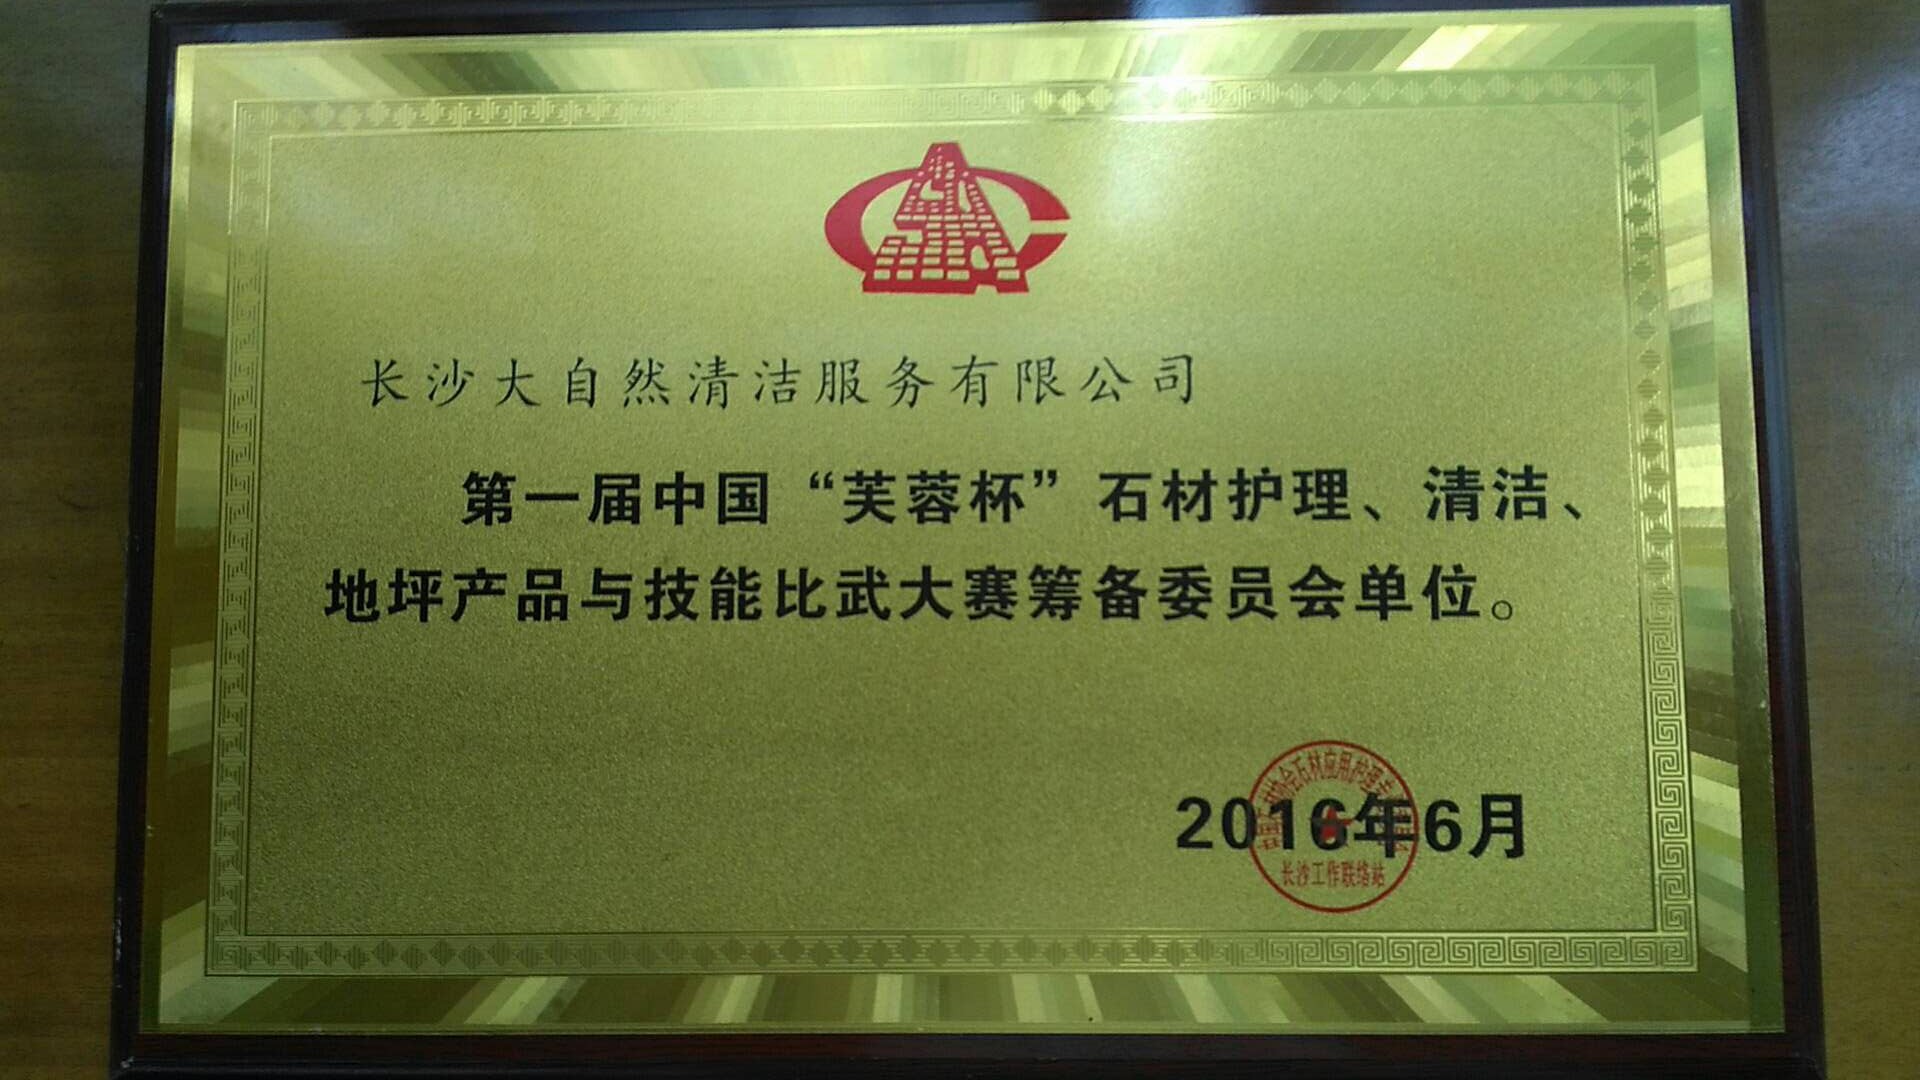 长沙大自然清洁服务有限公司
第一届中国“芙蓉杯”石材护理、清洁、
地坪产品与技能比武大赛筹备委员会单位。
2016年6月
长沙工作联络站